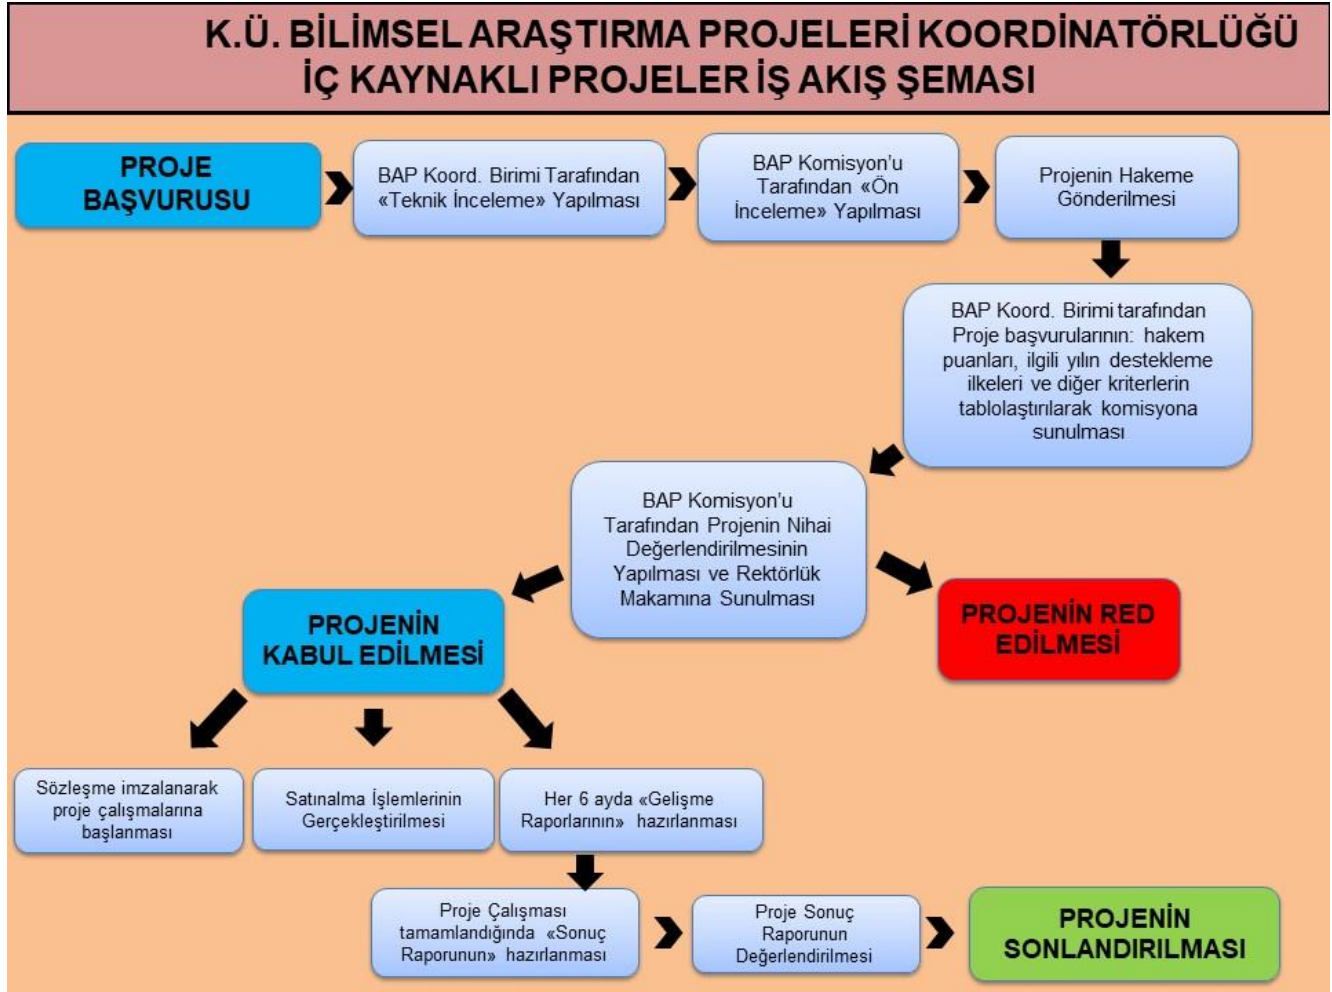 K.Ü. BİLİMSEL ARAŞTIRMA PROJELERİ KOORDİNATÖRLÜĞÜ
İÇ KAYNAKLI PROJELER İŞ AKIŞ ŞEMASI
PROJE
BAŞVURUSU
BAP Koord. Birimi Tarafından
«Teknik İnceleme» Yapılması
BAP Komisyon’u
Tarafından «Ön
İnceleme» Yapılması
Projenin Hakeme
Gönderilmesi
BAP Koord. Birimi tarafından
Proje başvurularının: hakem
puanları, ilgili yılın destekleme
ilkeleri ve diğer kriterlerin
tablolaştırılarak komisyona
sunulması
BAP Komisyon’u
Tarafından Projenin Nihai
Değerlendirilmesinin
Yapılması ve Rektörlük
Makamına Sunulması
PROJENİN
KABUL EDİLMESİ
PROJENİN RED
EDİLMESİ
Sözleşme imzalanarak
proje çalışmalarına
başlanması
Satınalma İşlemlerinin
Gerçekleştirilmesi
Her 6 ayda «Gelişme
Raporlarının» hazırlanması
Proje Çalışması
tamamlandığında «Sonuç
Raporunun» hazırlanması
Proje Sonuç
Raporunun
Değerlendirilmesi
PROJENİN
SONLANDIRILMASI